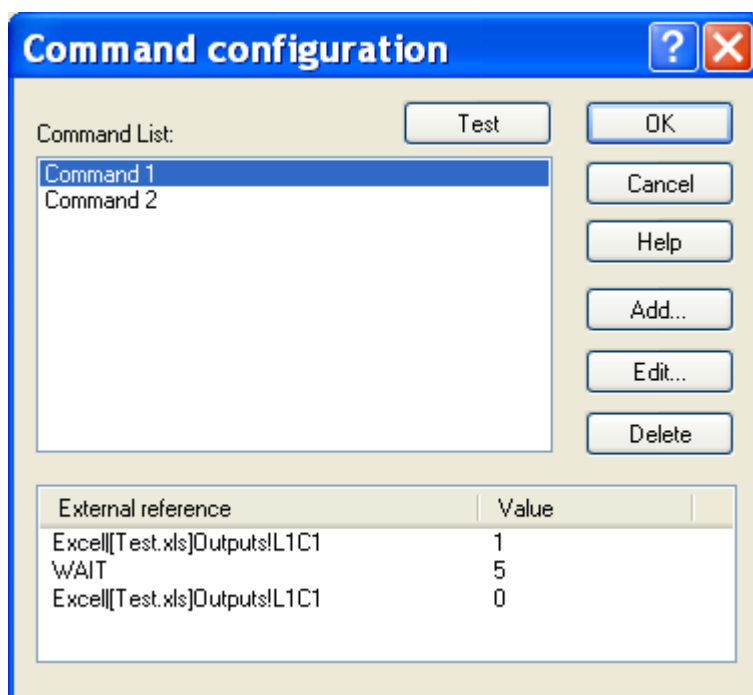 Command configuration
Command List:
Test
OK
Command 1
Command 2
Cancel
Help
Add...
Edit...
Delete
External reference Value
Excel|[Test.xls]Outputs!L1C1 1
WAIT 5
Excel|[Test.xls]Outputs!L1C1 0